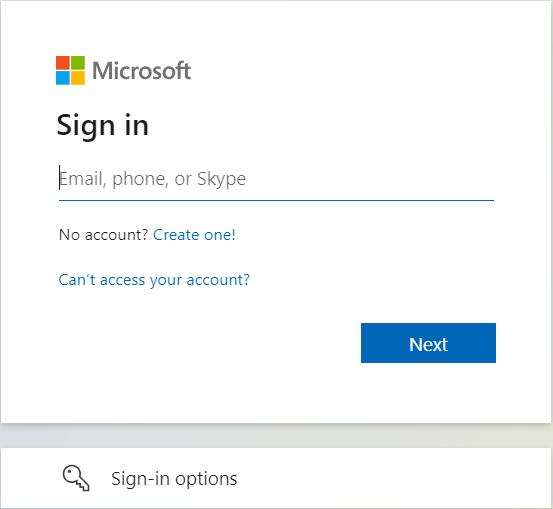 Microsoft
Sign in
Email, phone, or Skype
No account? Create one!
Can't access your account?
Next
Sign-in options